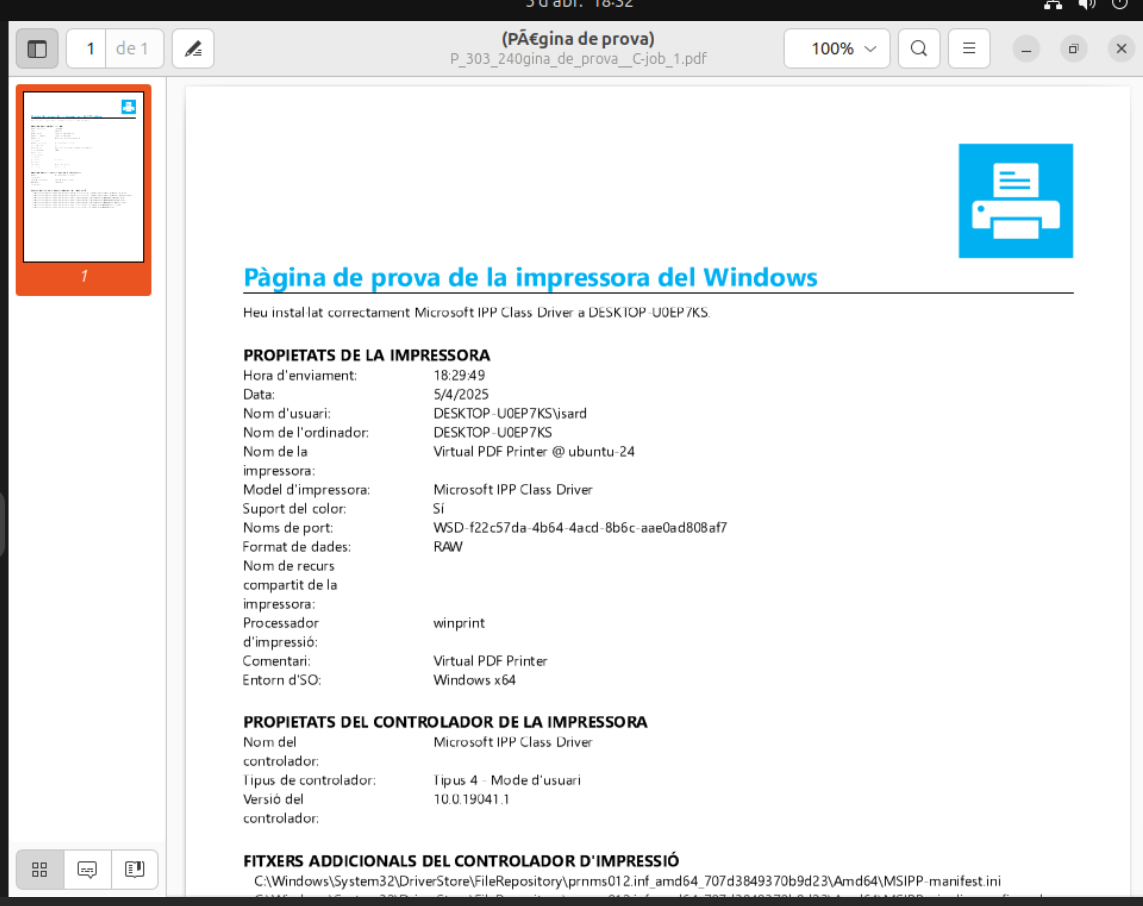 5 d'abr. 18:32
1 de 1
(PÃ€gina de prova)
P_303_240gina_de_prova__C-job_1.pdf
100%
1
Pàgina de prova de la impressora del Windows
Heu instal·lat correctament Microsoft IPP Class Driver a DESKTOP-U0EP7KS.
PROPIETATS DE LA IMPRESSORA
Hora d'enviament: 18:29:49
Data: 5/4/2025
Nom d'usuari: DESKTOP-U0EP7KS\isard
Nom de l'ordinador: DESKTOP-U0EP7KS
Nom de la Virtual PDF Printer @ ubuntu-24
impressora:
Model d'impressora: Microsoft IPP Class Driver
Suport del color: Sí
Noms de port: WSD-f22c57da-4b64-4acd-8b6c-aae0ad808af7
Format de dades: RAW
Nom de recurs
compartit de la
impressora:
Processador winprint
d'impressió:
Comentari: Virtual PDF Printer
Entorn d'SO: Windows x64
PROPIETATS DEL CONTROLADOR DE LA IMPRESSORA
Nom del Microsoft IPP Class Driver
controlador:
Tipus de controlador: Tipus 4 - Mode d'usuari
Versió del 10.0.19041.1
controlador:
FITXERS ADDICIONALS DEL CONTROLADOR D'IMPRESSIÓ
C:\Windows\System32\DriverStore\FileRepository\prnms012.inf_amd64_707d3849370b9d23\Amd64\MSIPP-manifest.ini